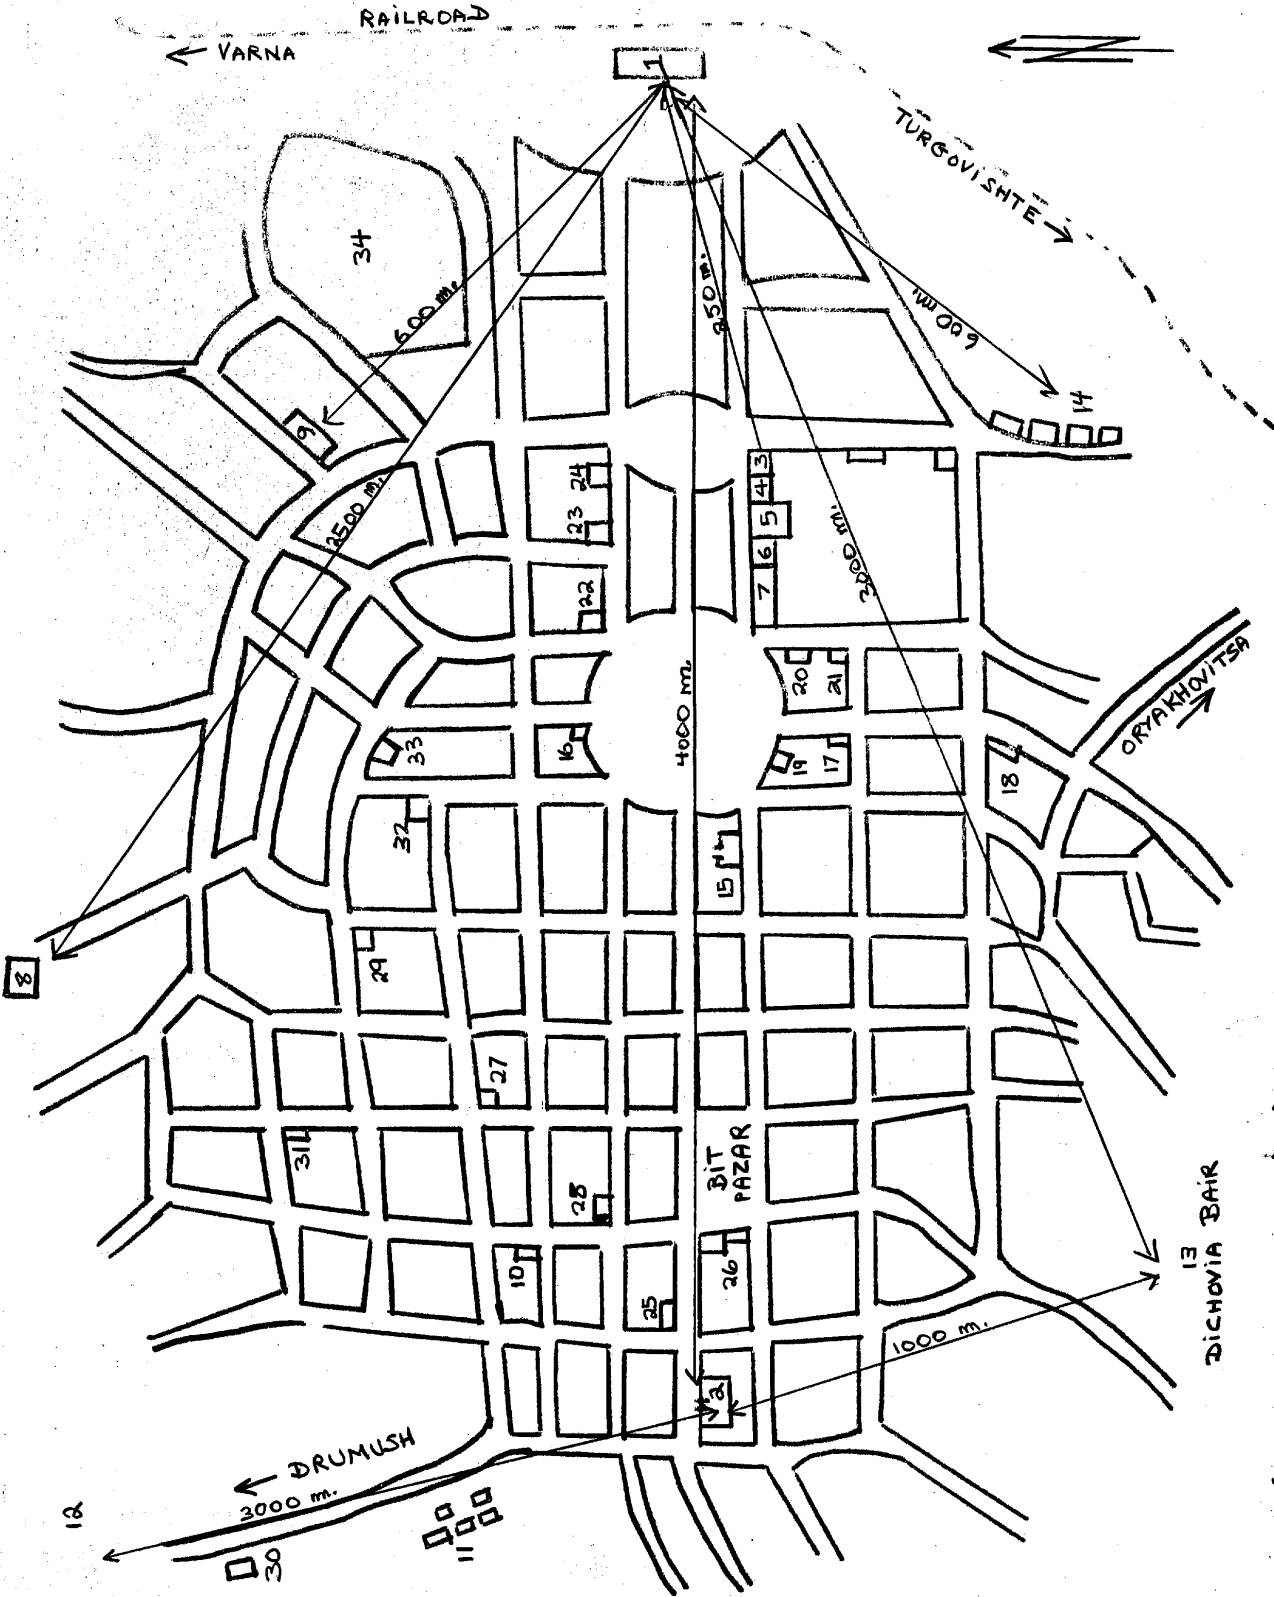 RAILROAD
← VARNA
1
TURGOVISHTE →
34
600 m.
250 m.
600 m.
14
9
2500 m.
24
23
22
3
4
5
6
7
3000 m.
ORYAKHOVITSA
→
4000 m.
20
21
16
33
19
17
18
32
15
8
29
27
31
28
BIT
PAZAR
10
25
26
13
DICHOVIA BAIR
1000 m.
2
← DRUMUSH
3000 m.
12
11
30